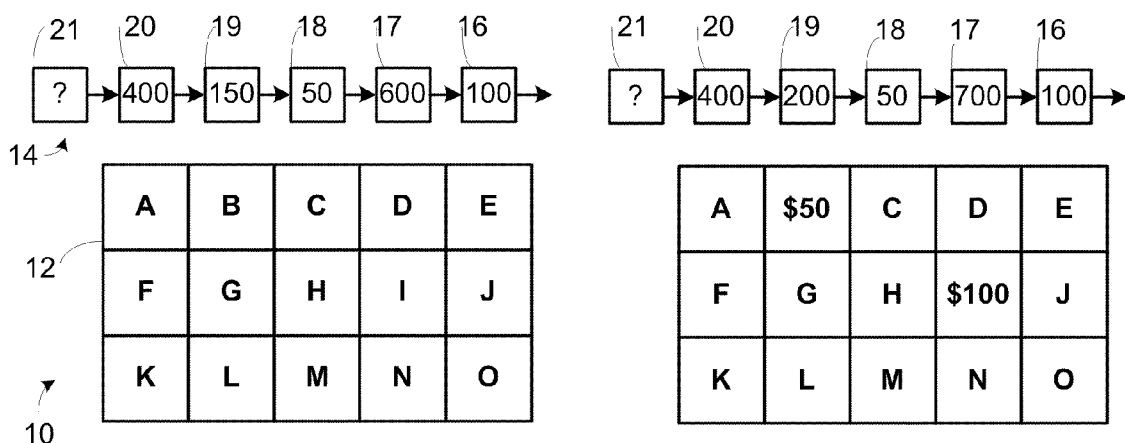 21 20 19 18 17 16
? 400 150 50 600 100
14
A B C D E
12
F G H I J
K L M N O
10
21 20 19 18 17 16
? 400 200 50 700 100
A $50 C D E
F G H $100 J
K L M N O